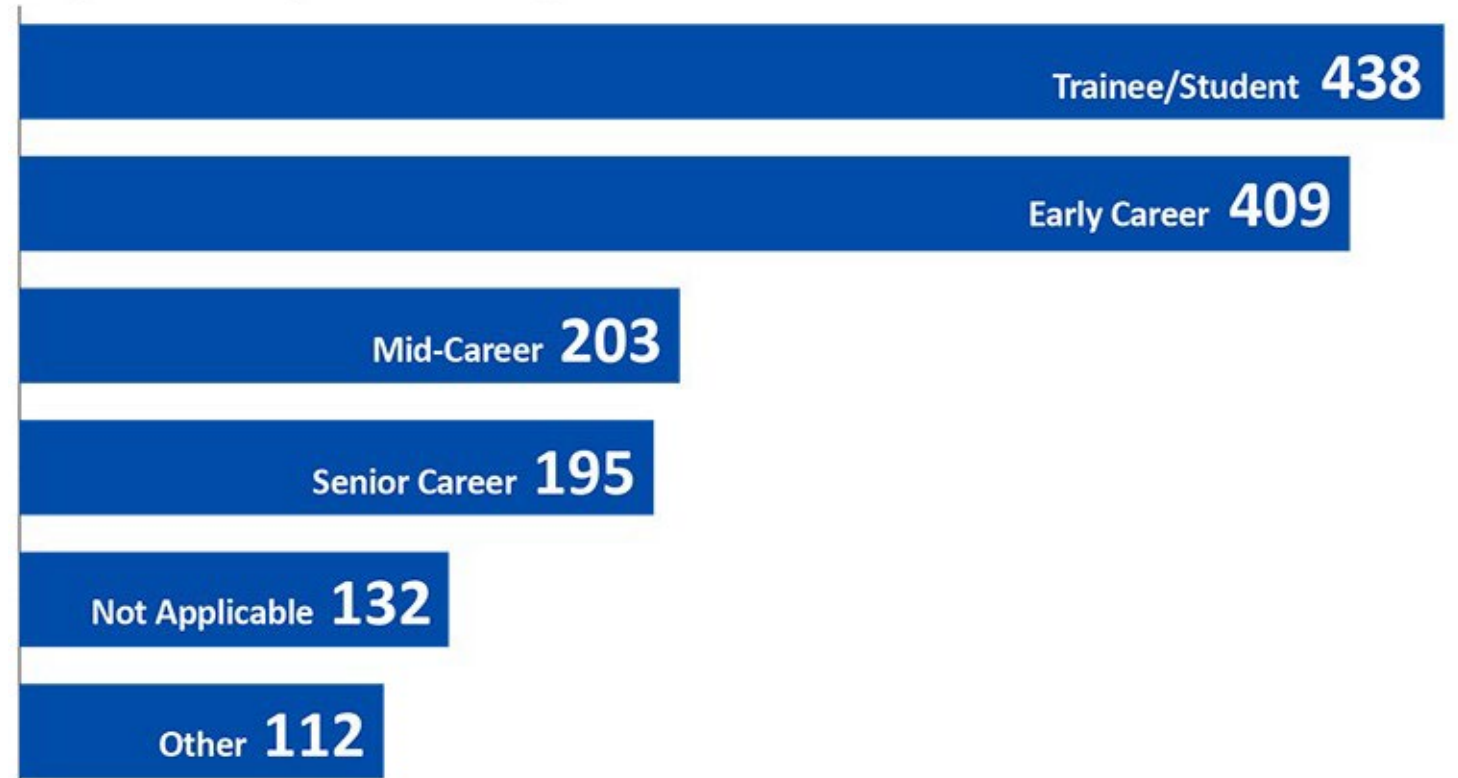 Trainee/Student 438
Early Career 409
Mid-Career 203
Senior Career 195
Not Applicable 132
Other 112